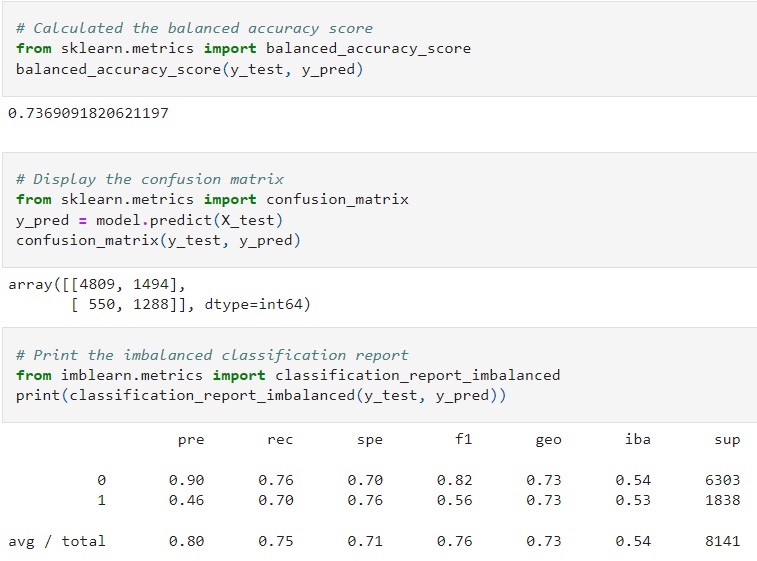 # Calculated the balanced accuracy score
from sklearn.metrics import balanced_accuracy_score
balanced_accuracy_score(y_test, y_pred)
0.7369091820621197
# Display the confusion matrix
from sklearn.metrics import confusion_matrix
y_pred = model.predict(X_test)
confusion_matrix(y_test, y_pred)
array([[4809, 1494],
       [ 550, 1288]], dtype=int64)
# Print the imbalanced classification report
from imblearn.metrics import classification_report_imbalanced
print(classification_report_imbalanced(y_test, y_pred))
pre rec spe f1 geo iba sup
0 0.90 0.76 0.70 0.82 0.73 0.54 6303
1 0.46 0.70 0.76 0.56 0.73 0.53 1838
avg / total 0.80 0.75 0.71 0.76 0.73 0.54 8141